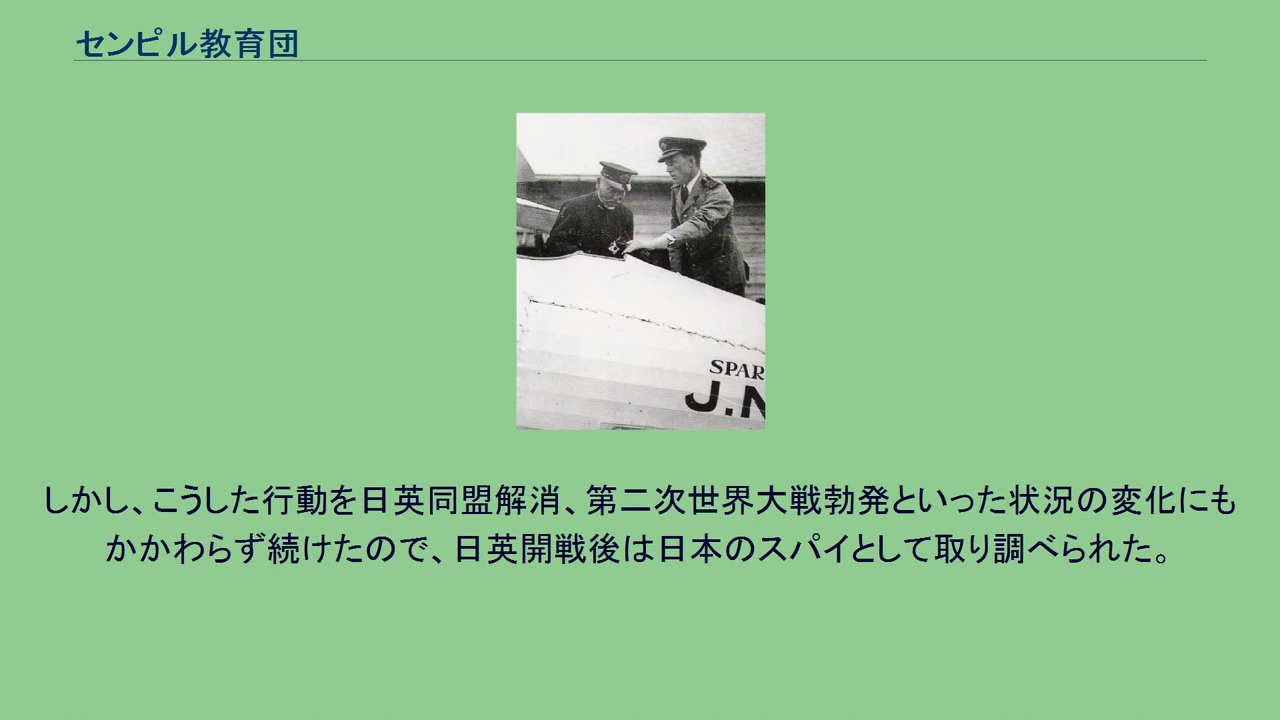 センピル教育団
SPAR
J.N
しかし、こうした行動を日英同盟解消、第二次世界大戦勃発といった状況の変化にも
かかわらず続けたので、日英開戦後は日本のスパイとして取り調べられた。